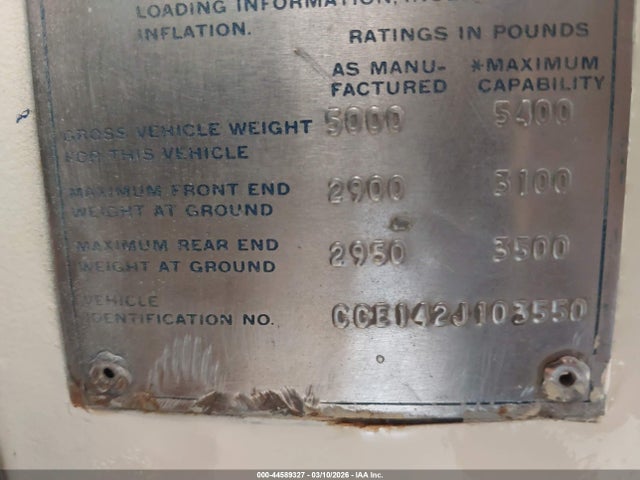 LOADING INFORMATION,
INFLATION.
RATINGS IN POUNDS
AS MANU- *MAXIMUM
FACTURED CAPABILITY
GROSS VEHICLE WEIGHT 5000 5400
FOR THIS VEHICLE
MAXIMUM FRONT END 2900 3100
WEIGHT AT GROUND
MAXIMUM REAR END 2950 3500
WEIGHT AT GROUND
VEHICLE
IDENTIFICATION NO. CCE142J103550
000-44589327 - 03/10/2026 - IAA Inc.